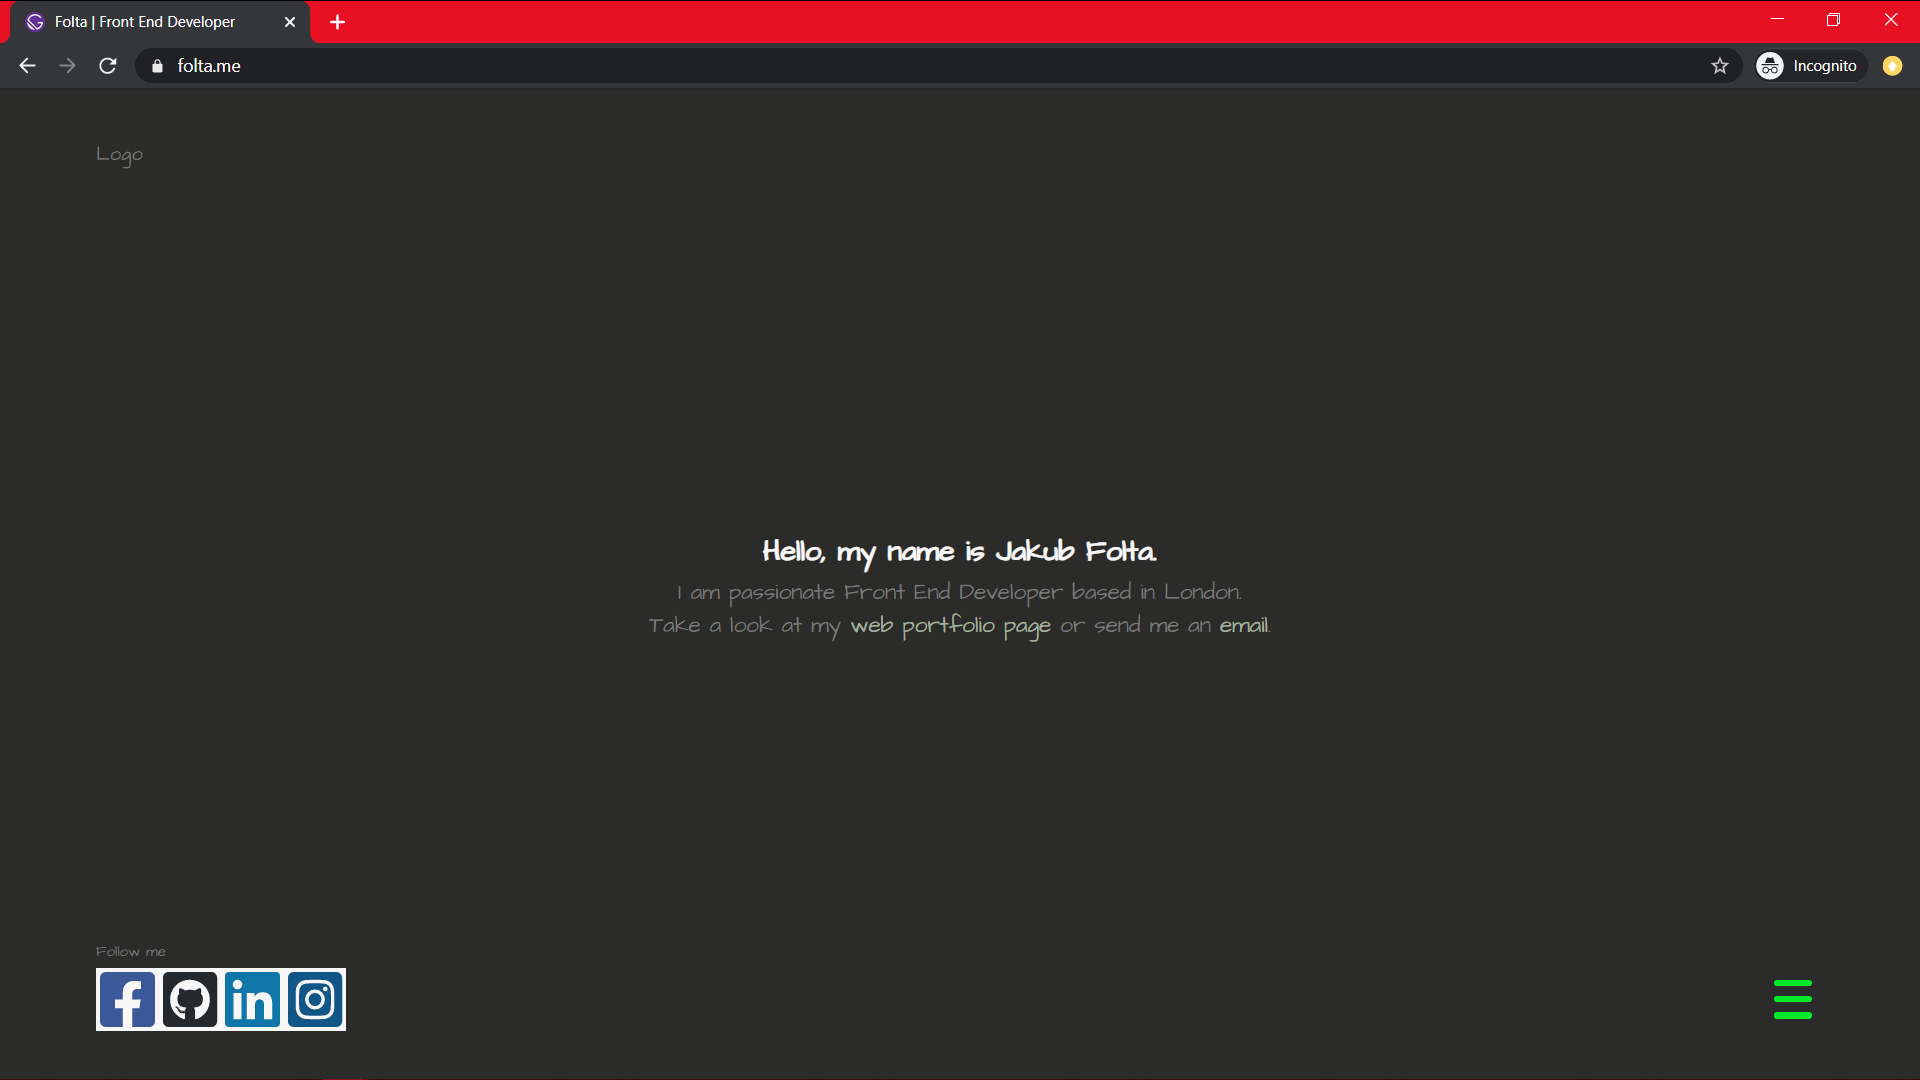 Folta | Front End Developer
folta.me
Incognito
Logo
Hello, my name is Jakub Folta.
I am passionate Front End Developer based in London.
Take a look at my web portfolio page or send me an email.
Follow me